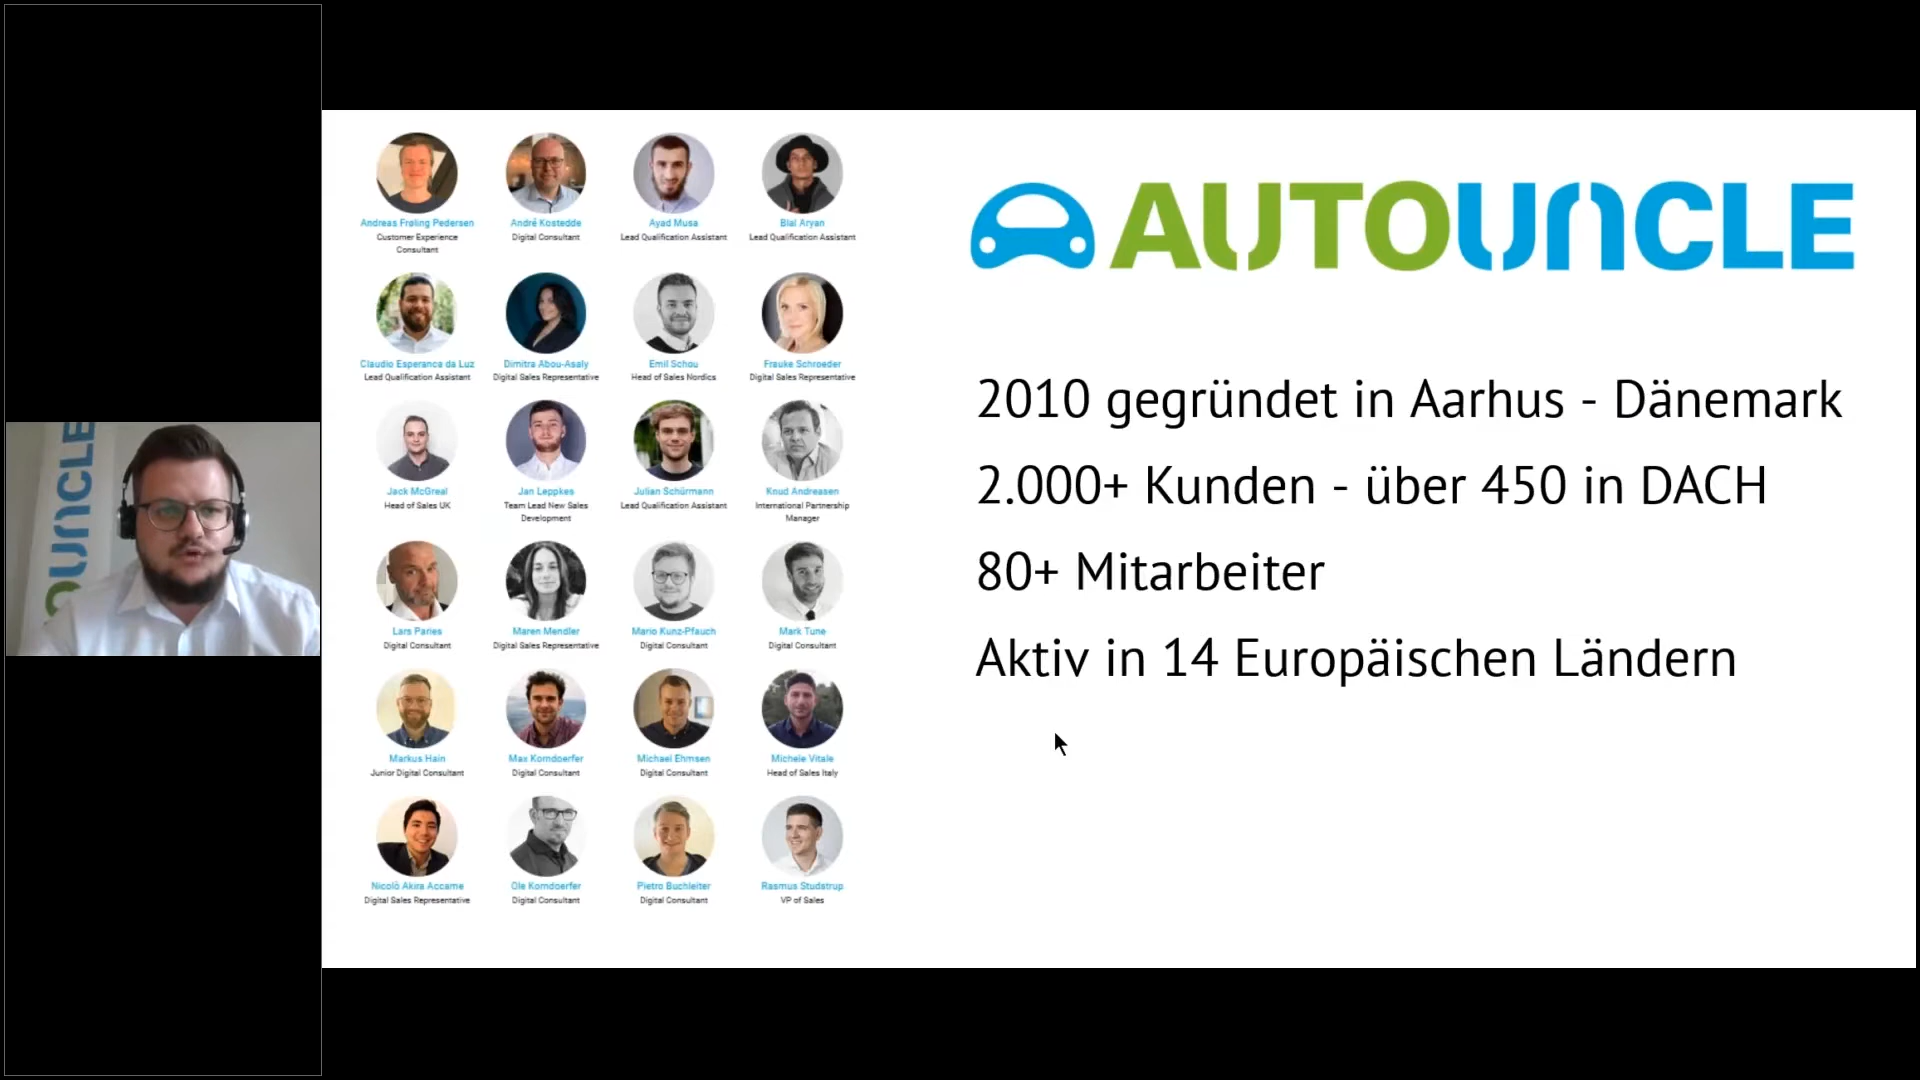 OUNCLE
Andreas Frøling Pedersen
Customer Experience
Consultant
André Kostedde
Digital Consultant
Ayad Musa
Lead Qualification Assistant
Blal Aryan
Lead Qualification Assistant
Claudio Esperanca da Luz
Lead Qualification Assistant
Dimitra Abou-Asaly
Digital Sales Representative
Emil Schou
Head of Sales Nordics
Frauke Schroeder
Digital Sales Representative
Jack McGreal
Head of Sales UK
Jan Leppkes
Team Lead New Sales
Development
Julian Schürmann
Lead Qualification Assistant
Knud Andreasen
International Partnership
Manager
Lars Paries
Digital Consultant
Maren Mendler
Digital Sales Representative
Mario Kunz-Pfauch
Digital Consultant
Mark Tune
Digital Consultant
Markus Hain
Junior Digital Consultant
Max Korndoerfer
Digital Consultant
Michael Ehmsen
Digital Consultant
Michele Vitale
Head of Sales Italy
Nicolò Akira Accame
Digital Sales Representative
Ole Korndoerfer
Digital Consultant
Pietro Buchleiter
Digital Consultant
Rasmus Studstrup
VP of Sales
AUTOUNCLE
2010 gegründet in Aarhus - Dänemark
2.000+ Kunden - über 450 in DACH
80+ Mitarbeiter
Aktiv in 14 Europäischen Ländern